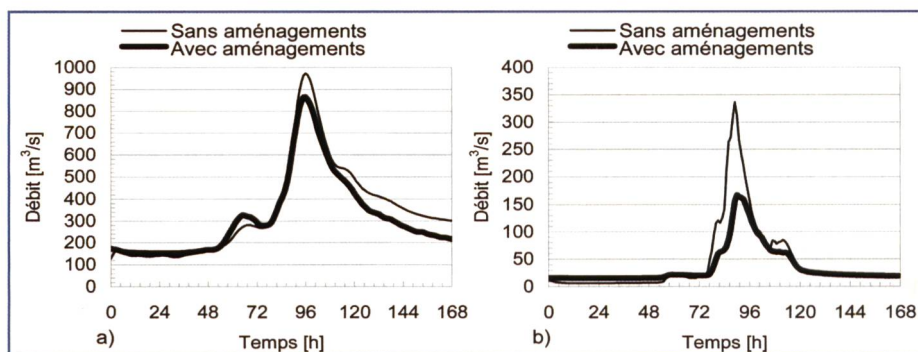 Sans aménagements
Avec aménagements
1000
900
800
700
600
500
400
300
200
100
0
Débit [m³/s]
0 24 48 72 96 120 144 168
a)
Temps [h]
Sans aménagements
Avec aménagements
400
350
300
250
200
150
100
50
0
Débit [m³/s]
0 24 48 72 96 120 144 168
b)
Temps [h]